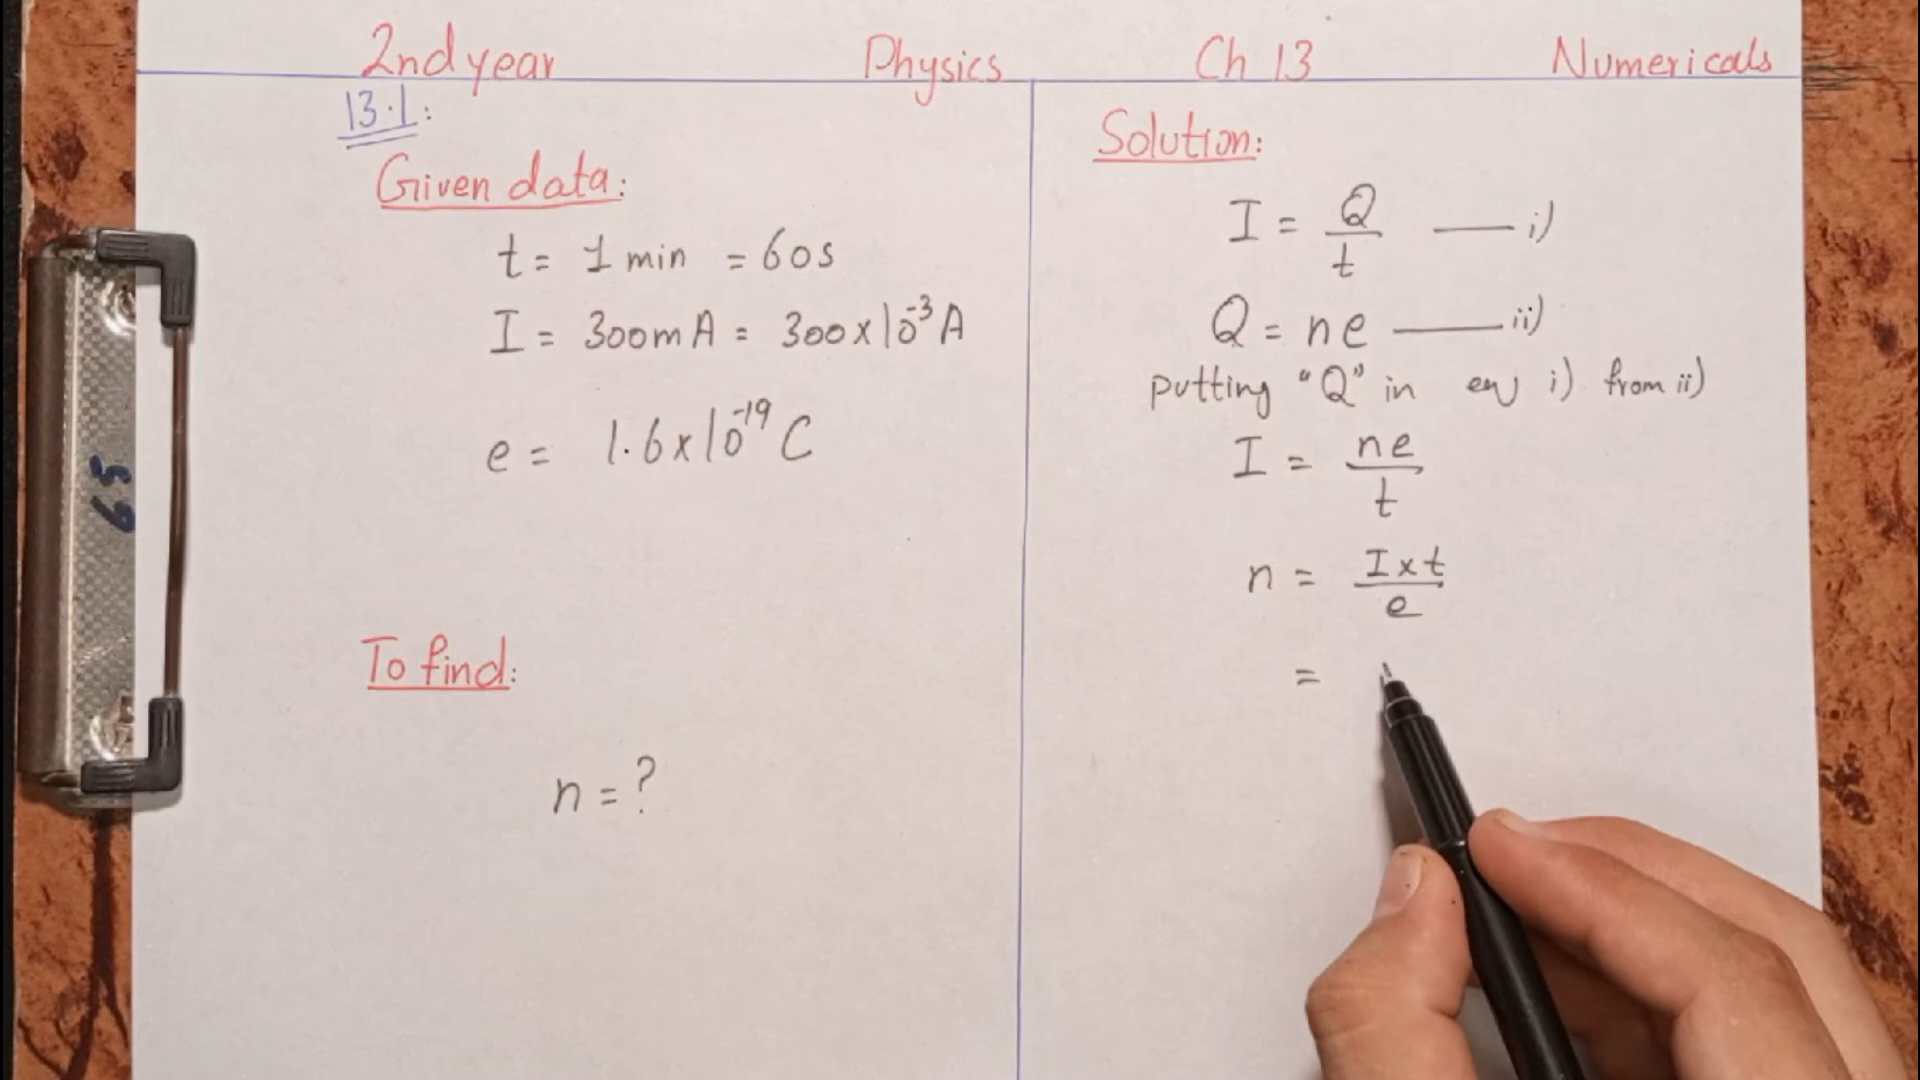 2nd year Physics Ch 13 Numericals
13.1:
Given data:
t = 1 min = 60s
I = 300mA = 300x10⁻³A
e = 1.6x10⁻¹⁹C
To find:
n = ?
Solution:
I = Q/t —— i)
Q = ne —— ii)
putting "Q" in eq i) from ii)
I = ne/t
n = Ixt/e
=
65